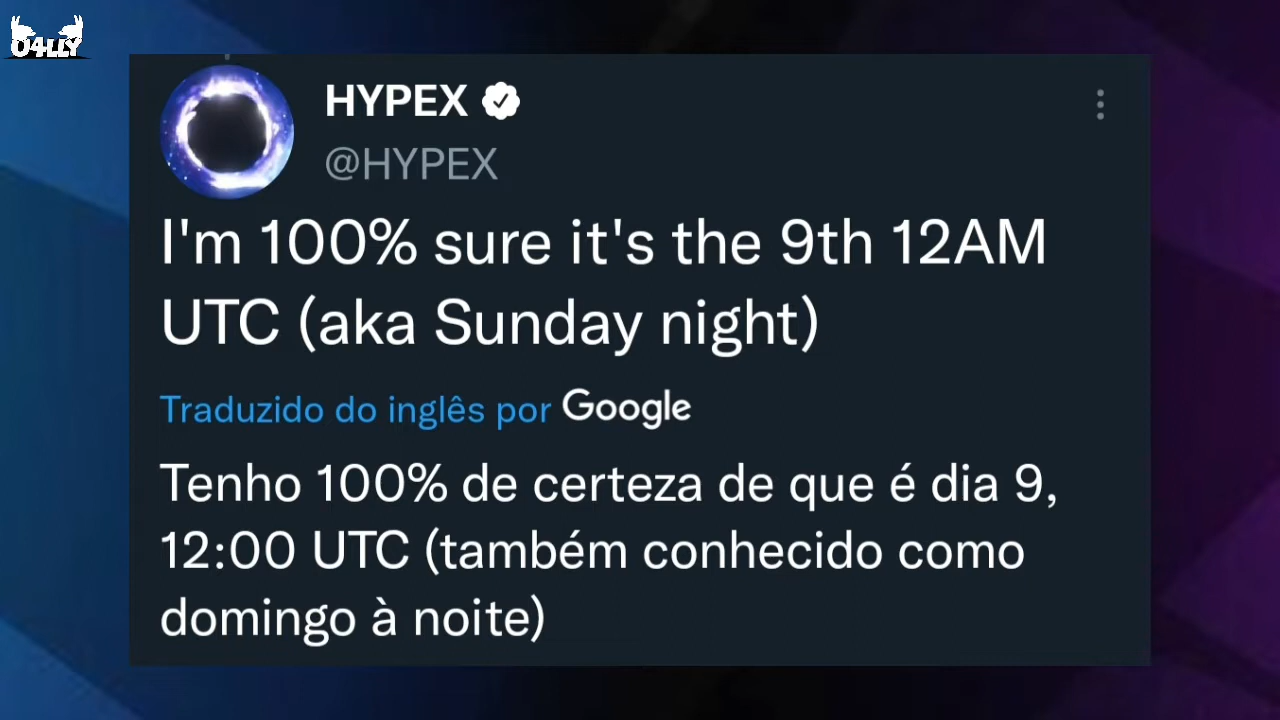 O4LLY
HYPEX
@HYPEX
I'm 100% sure it's the 9th 12AM
UTC (aka Sunday night)
Traduzido do inglês por Google
Tenho 100% de certeza de que é dia 9,
12:00 UTC (também conhecido como
domingo à noite)